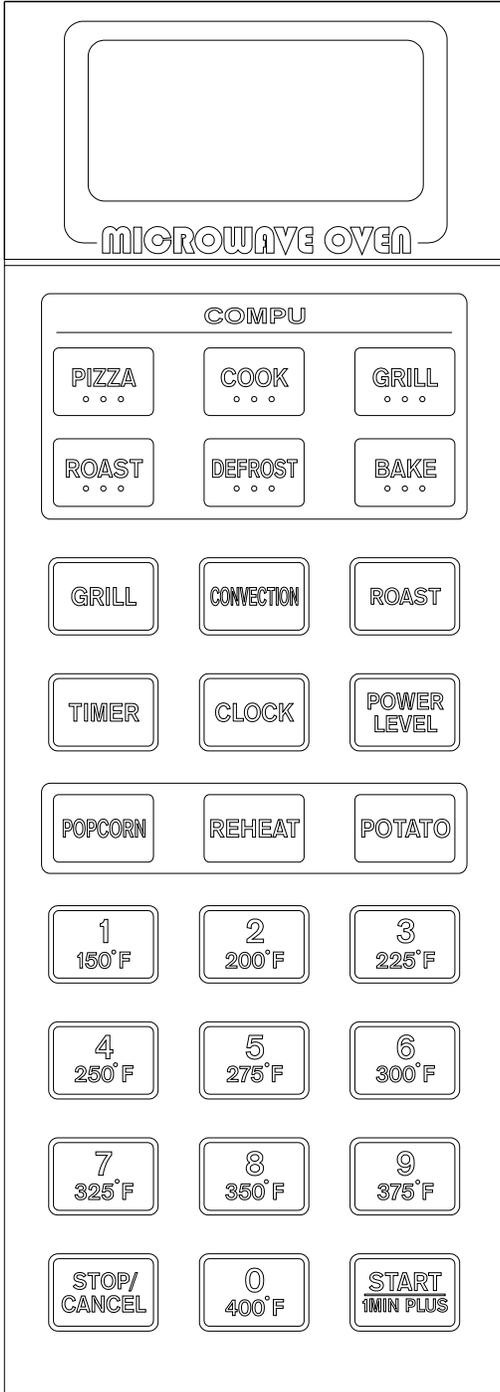 MICROWAVE OVEN
COMPU
PIZZA
COOK
GRILL
ROAST
DEFROST
BAKE
GRILL
CONVECTION
ROAST
TIMER
CLOCK
POWER
LEVEL
POPCORN
REHEAT
POTATO
1
150°F
2
200°F
3
225°F
4
250°F
5
275°F
6
300°F
7
325°F
8
350°F
9
375°F
STOP/
CANCEL
0
400°F
START
1MIN PLUS